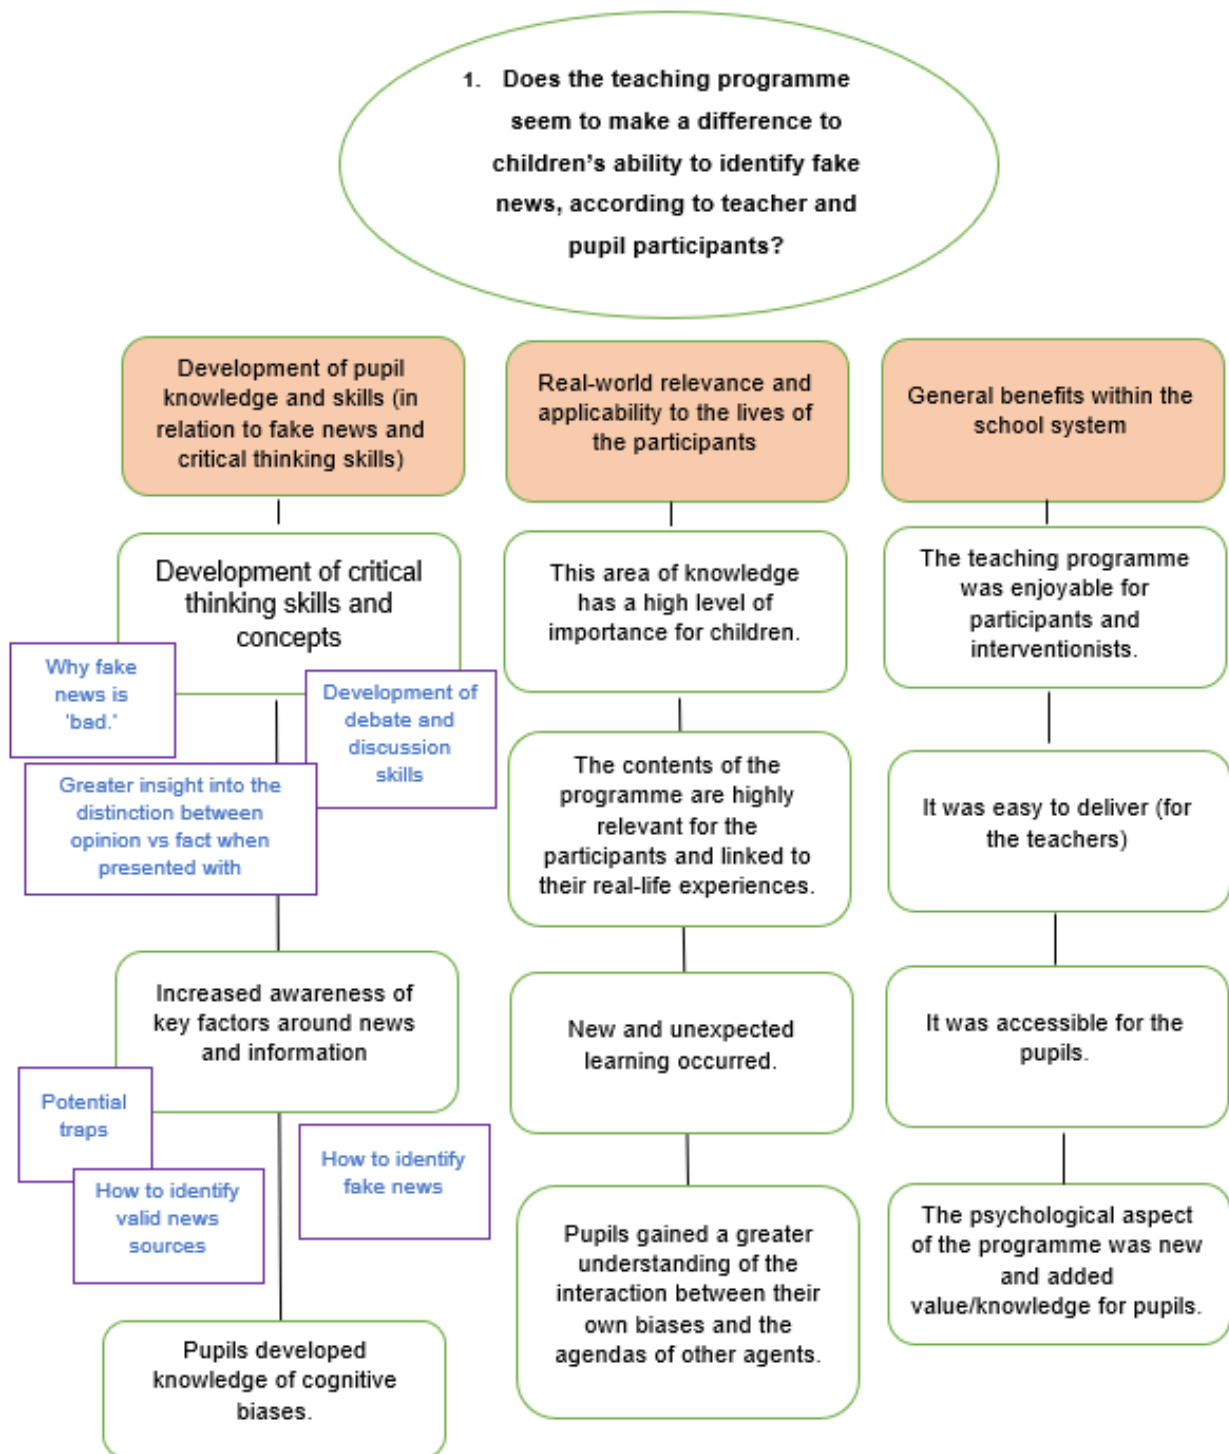 1. Does the teaching programme
seem to make a difference to
children's ability to identify fake
news, according to teacher and
pupil participants?
Development of pupil
knowledge and skills (in
relation to fake news and
critical thinking skills)
Development of critical
thinking skills and
concepts
Why fake
news is
'bad.'
Development of
debate and
discussion
skills
Greater insight into the
distinction between
opinion vs fact when
presented with
Increased awareness of
key factors around news
and information
Potential
traps
How to identify
valid news
sources
How to identify
fake news
Pupils developed
knowledge of cognitive
biases.
Real-world relevance and
applicability to the lives of
the participants
This area of knowledge
has a high level of
importance for children.
The contents of the
programme are highly
relevant for the
participants and linked to
their real-life experiences.
New and unexpected
learning occurred.
Pupils gained a greater
understanding of the
interaction between their
own biases and the
agendas of other agents.
General benefits within the
school system
The teaching programme
was enjoyable for
participants and
interventionists.
It was easy to deliver (for
the teachers)
It was accessible for the
pupils.
The psychological aspect
of the programme was new
and added
value/knowledge for pupils.